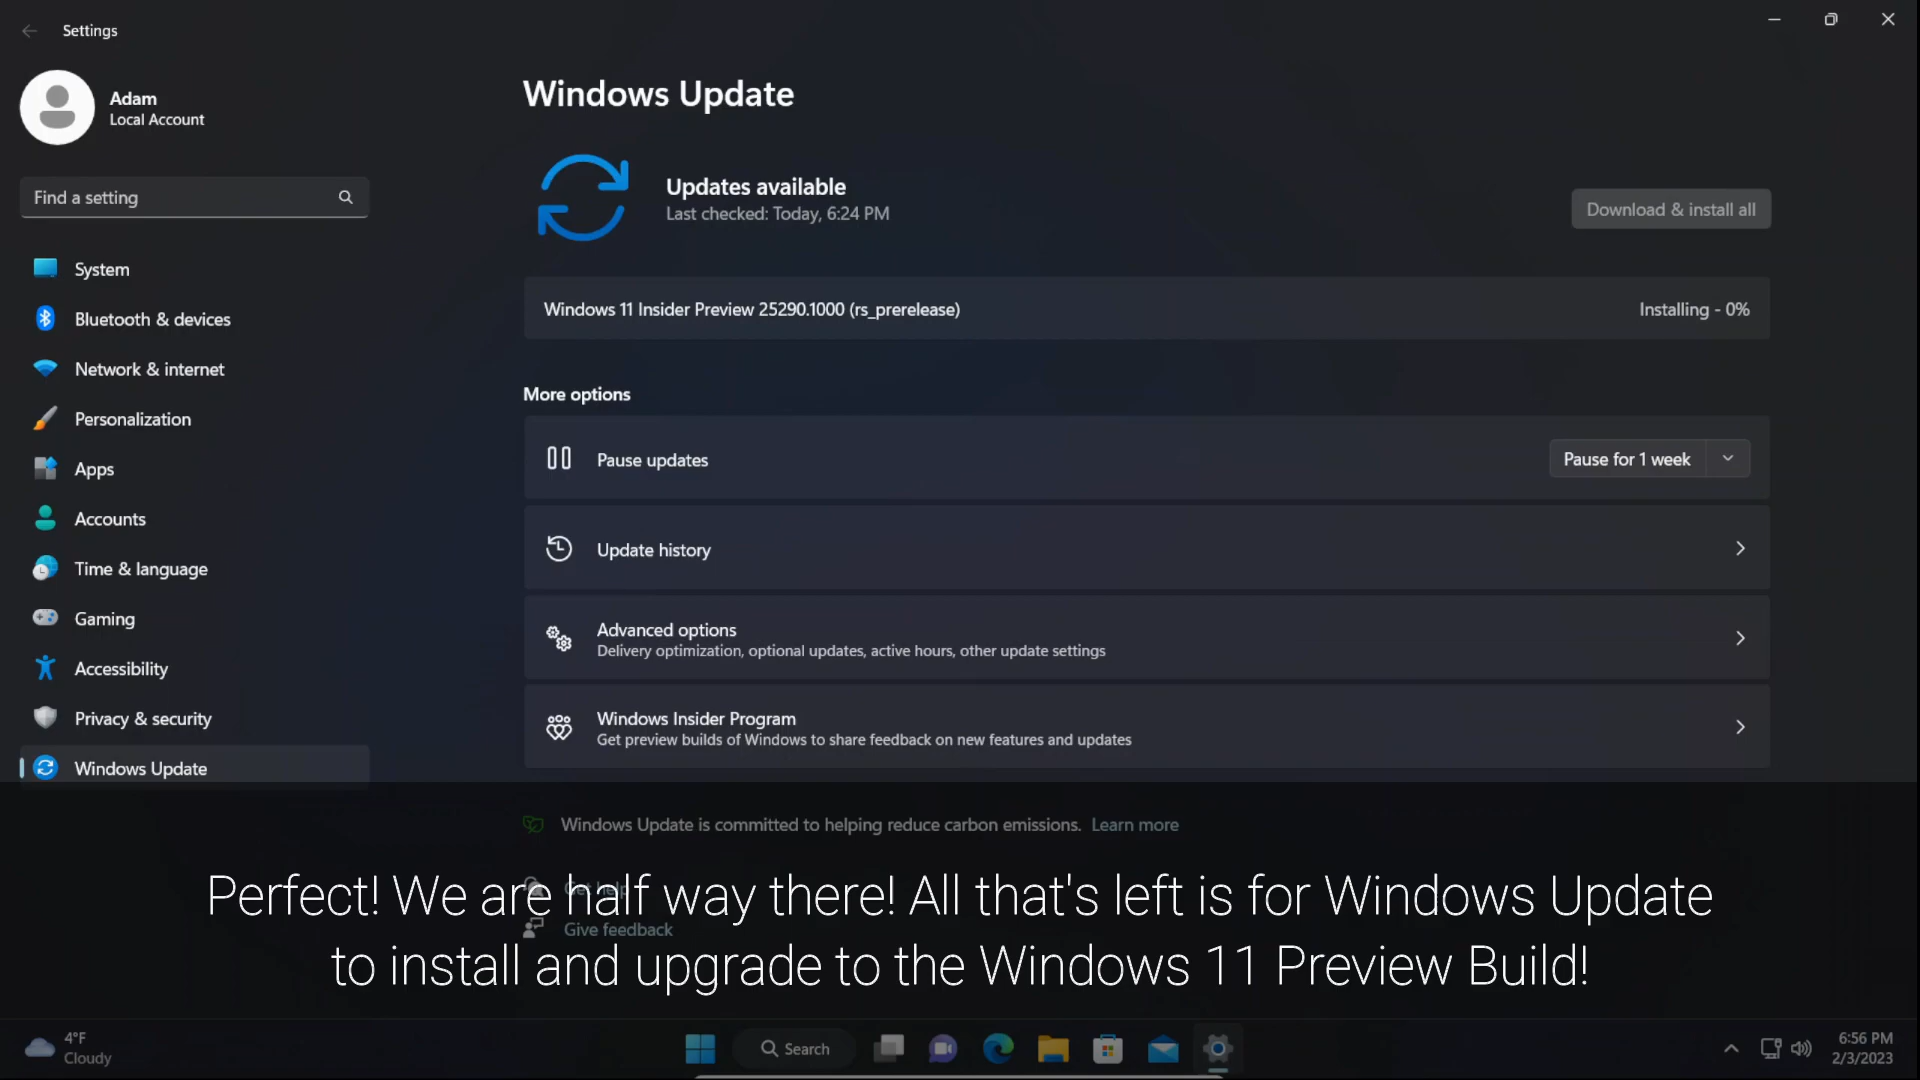 Settings
Adam
Local Account
Find a setting
System
Bluetooth & devices
Network & internet
Personalization
Apps
Accounts
Time & language
Gaming
Accessibility
Privacy & security
Windows Update
Windows Update
Updates available
Last checked: Today, 6:24 PM
Download & install all
Windows 11 Insider Preview 25290.1000 (rs_prerelease)
Installing - 0%
More options
Pause updates
Pause for 1 week
Update history
Advanced options
Delivery optimization, optional updates, active hours, other update settings
Windows Insider Program
Get preview builds of Windows to share feedback on new features and updates
Windows Update is committed to helping reduce carbon emissions. Learn more
Get help
Give feedback
Perfect! We are half way there! All that's left is for Windows Update
to install and upgrade to the Windows 11 Preview Build!
4°F
Cloudy
Search
6:56 PM
2/3/2023